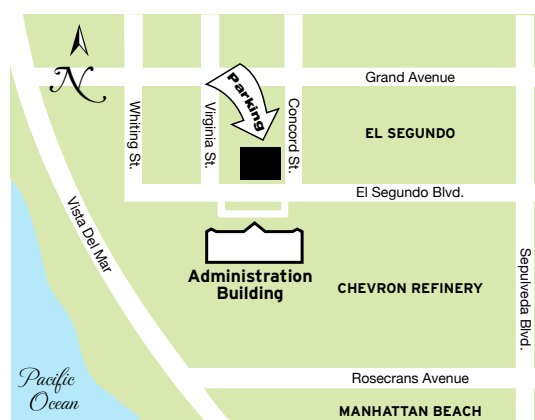 N
Grand Avenue
Parking
Whiting St.
Virginia St.
Concord St.
EL SEGUNDO
El Segundo Blvd.
Vista Del Mar
Administration
Building
CHEVRON REFINERY
Sepulveda Blvd.
Pacific
Ocean
Rosecrans Avenue
MANHATTAN BEACH